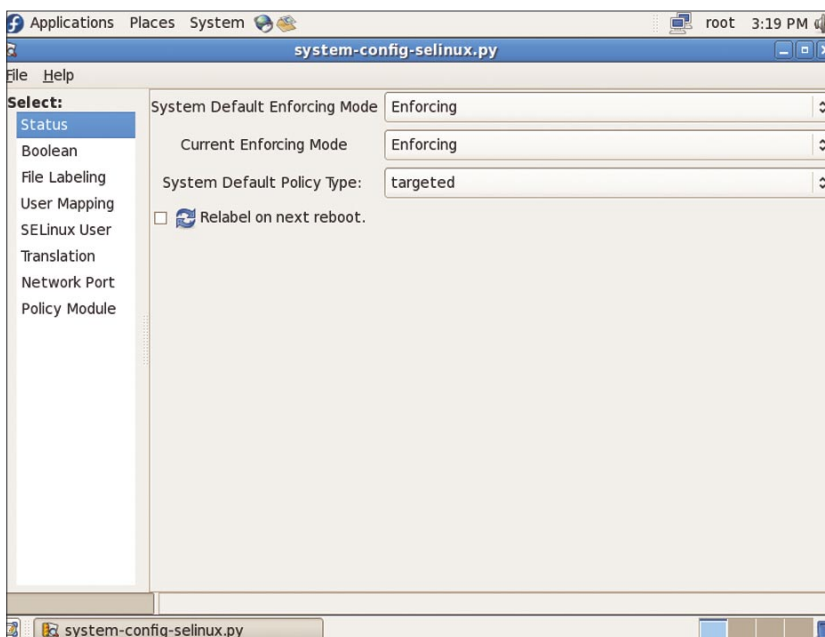 Applications Places System root 3:19 PM
system-config-selinux.py
File Help
Select:
Status
Boolean
File Labeling
User Mapping
SELinux User
Translation
Network Port
Policy Module
System Default Enforcing Mode Enforcing
Current Enforcing Mode Enforcing
System Default Policy Type: targeted
Relabel on next reboot.
system-config-selinux.py